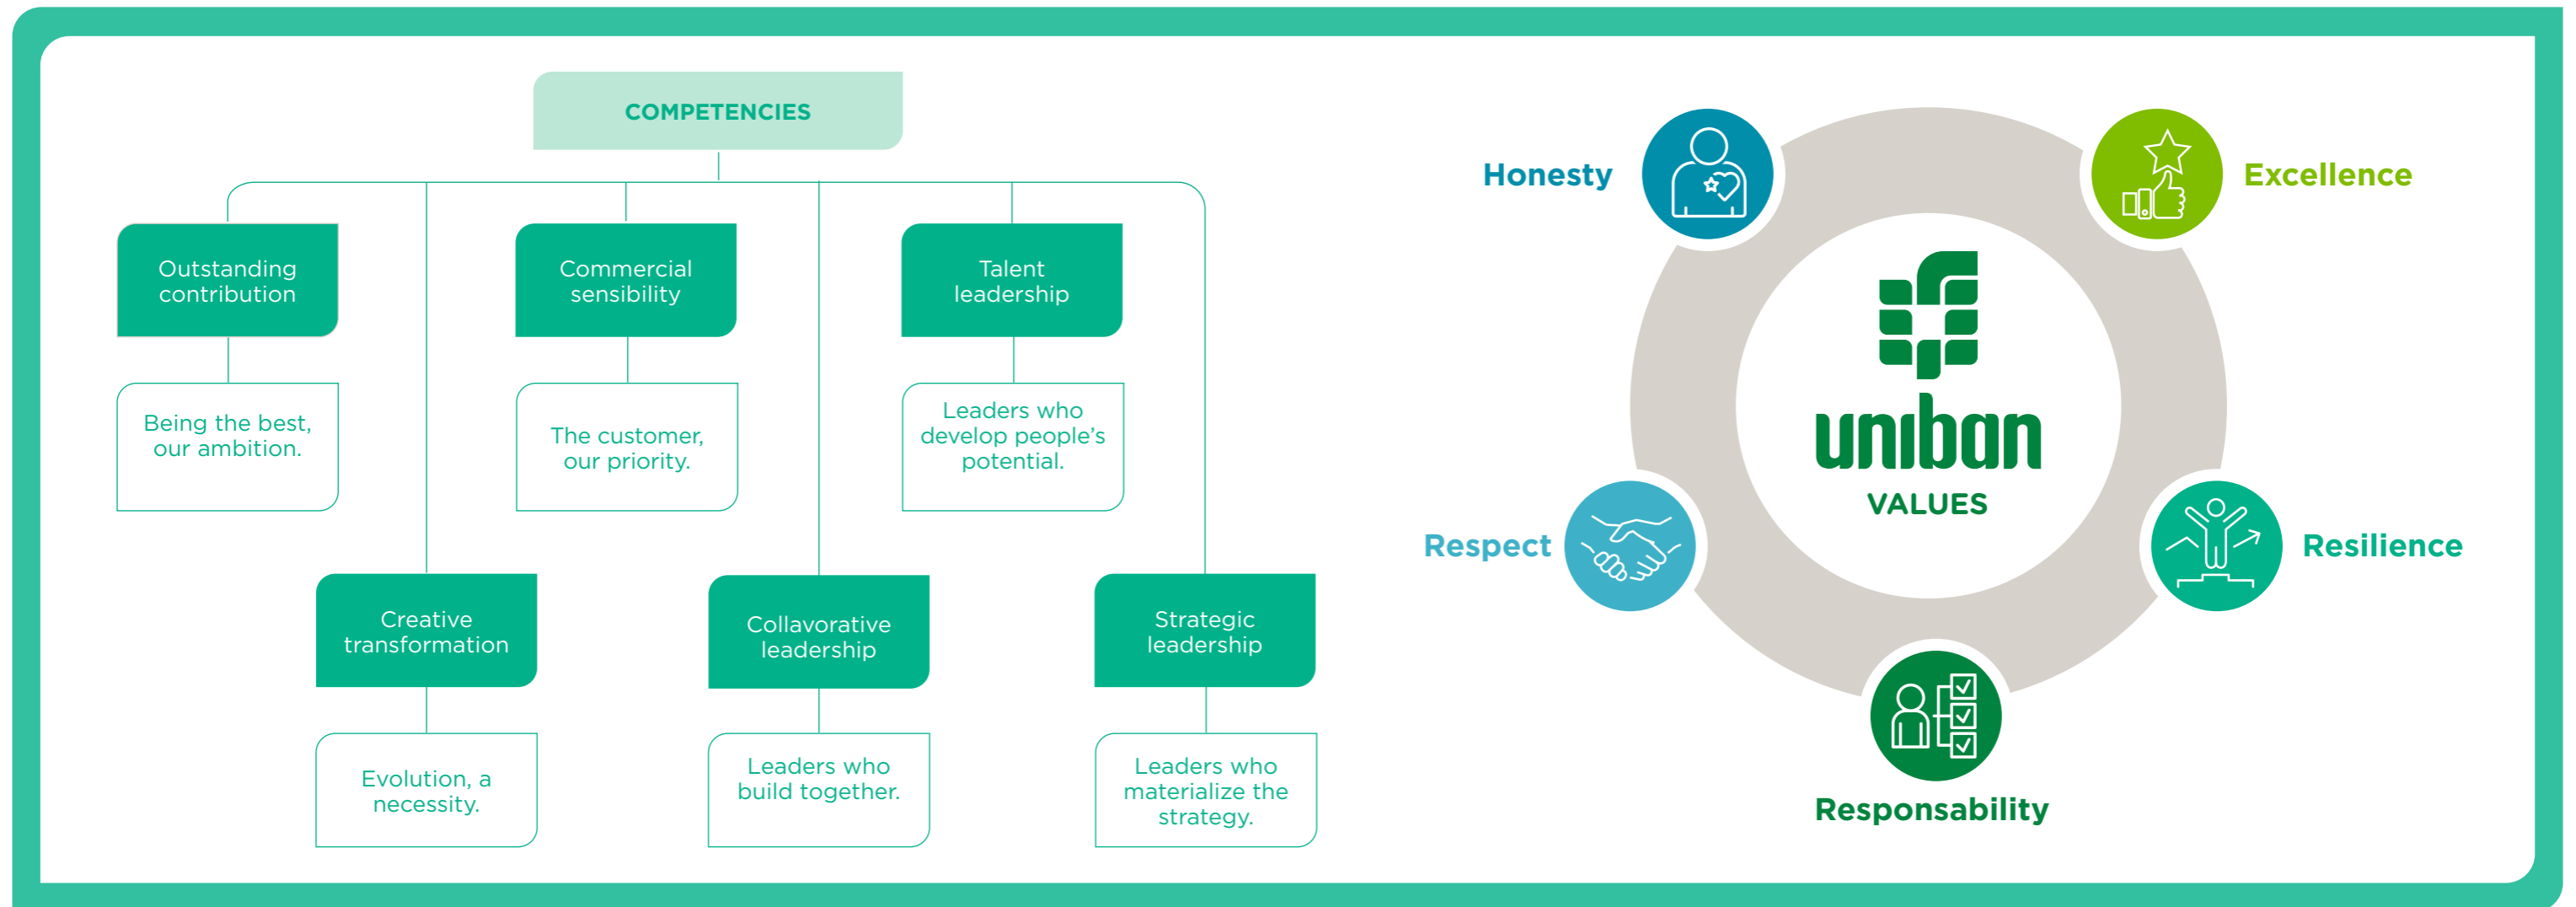 COMPETENCIES
Outstanding
contribution
Being the best,
our ambition.
Commercial
sensibility
The customer,
our priority.
Talent
leadership
Leaders who
develop people’s
potential.
Creative
transformation
Evolution, a
necessity.
Collavorative
leadership
Leaders who
build together.
Strategic
leadership
Leaders who
materialize the
strategy.
Honesty
Excellence
uniban
VALUES
Respect
Resilience
Responsability